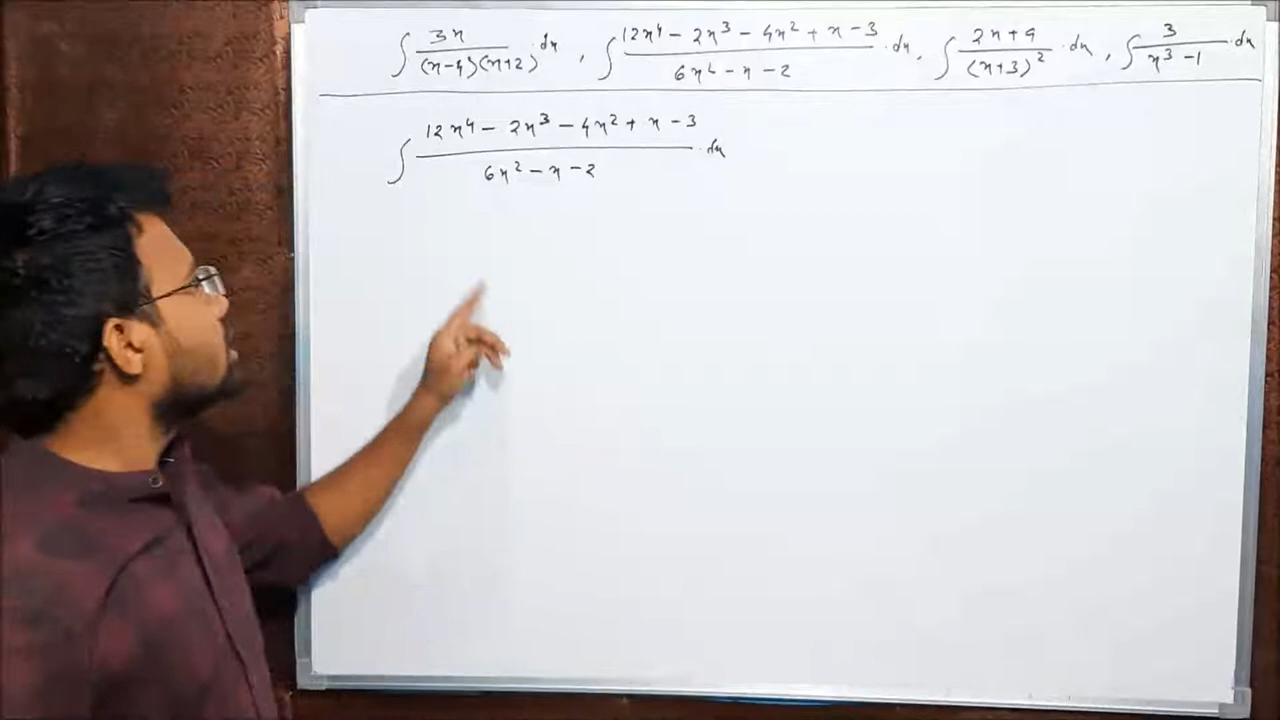 ∫ 3x / (x-4)(x+2) · dx , ∫ 12x⁴ - 2x³ - 4x² + x - 3 / 6x² - x - 2 · dx , ∫ 2x+9 / (x+3)² · dx , ∫ 3 / x³ - 1 · dx
∫ 12x⁴ - 2x³ - 4x² + x - 3 / 6x² - x - 2 · dx